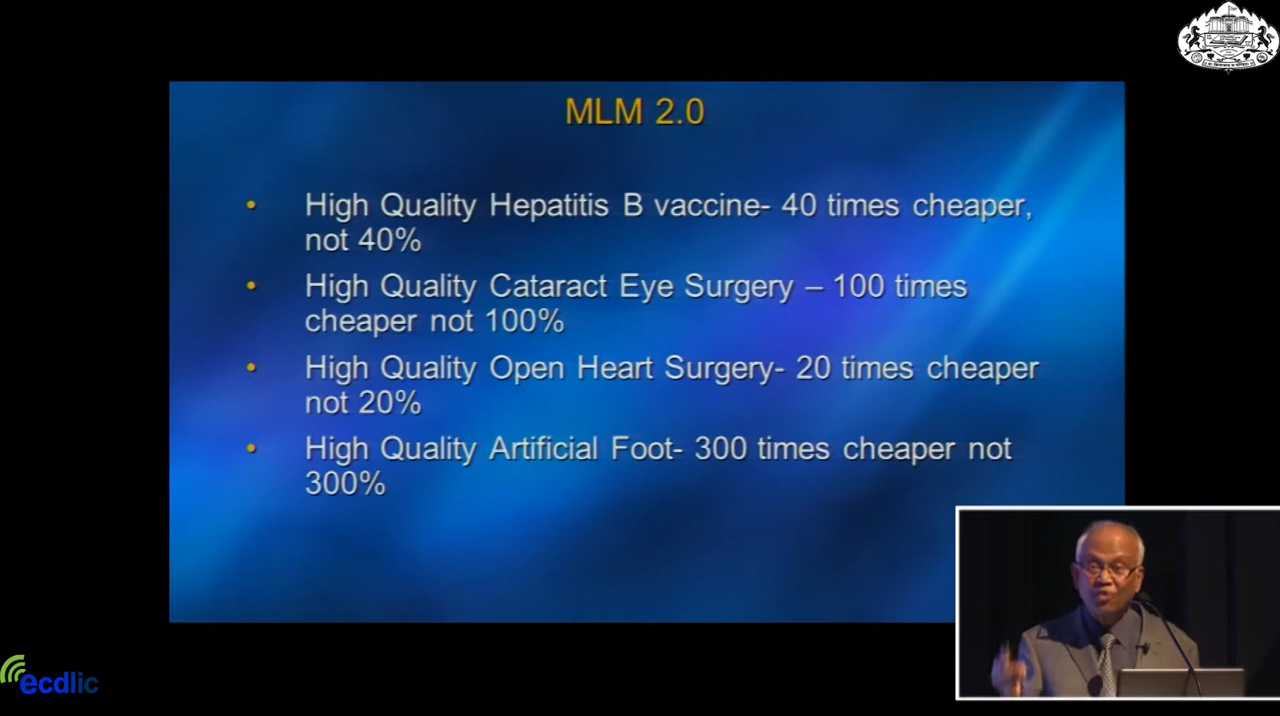 MLM 2.0
• High Quality Hepatitis B vaccine- 40 times cheaper,
not 40%
• High Quality Cataract Eye Surgery – 100 times
cheaper not 100%
• High Quality Open Heart Surgery- 20 times cheaper
not 20%
• High Quality Artificial Foot- 300 times cheaper not
300%
ecdlic